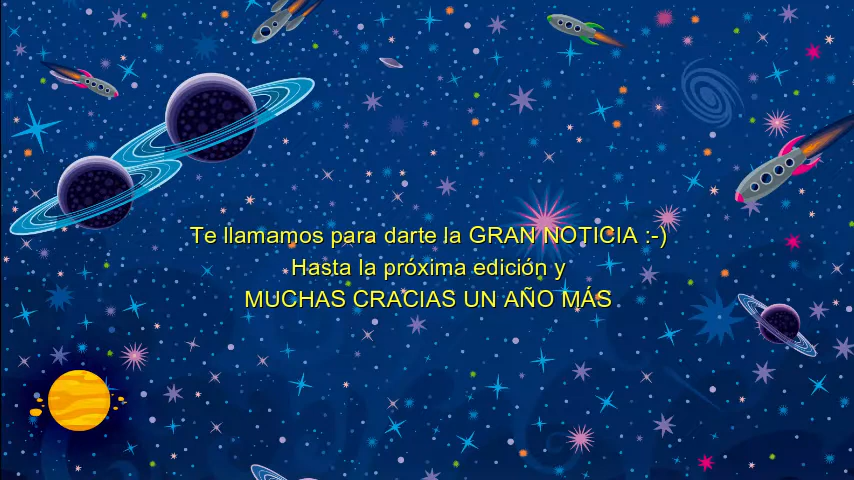 Te llamamos para darte la GRAN NOTICIA :-)
Hasta la próxima edición y
MUCHAS CRACIAS UN AÑO MÁS